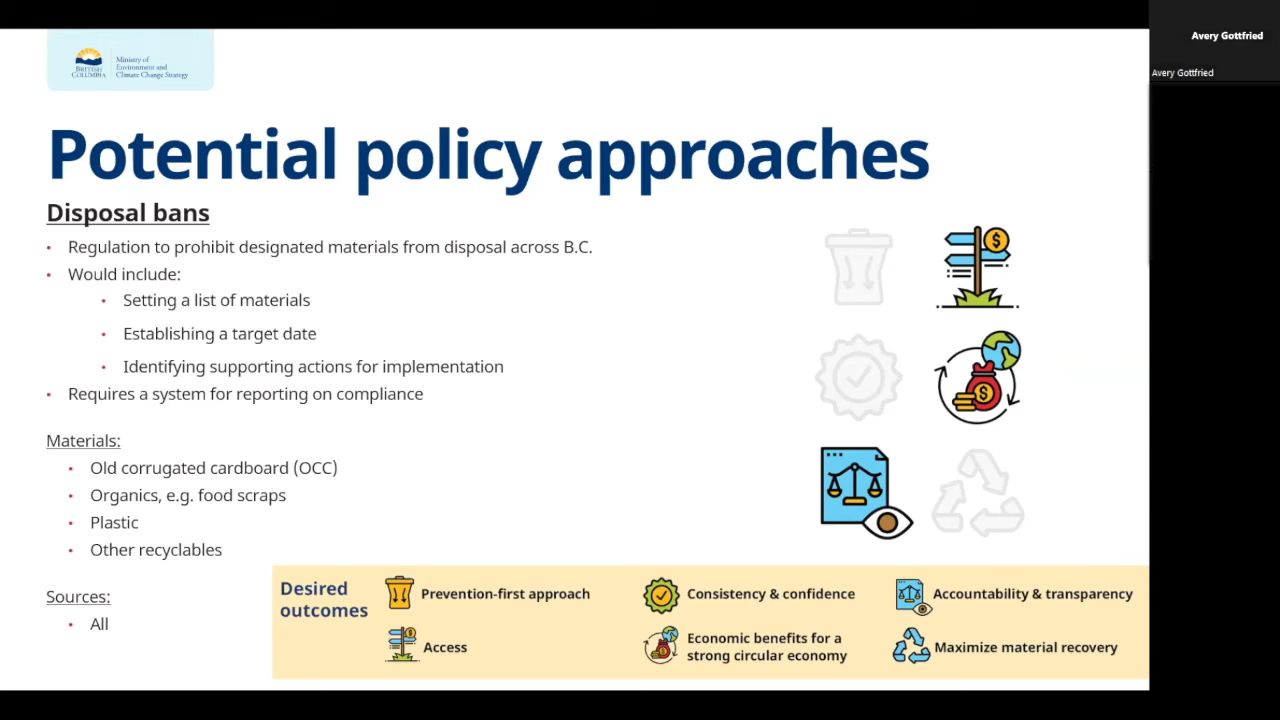 Avery Gottfried
Avery Gottfried
BRITISH
COLUMBIA
Ministry of
Environment and
Climate Change Strategy
Potential policy approaches
Disposal bans
• Regulation to prohibit designated materials from disposal across B.C.
• Would include:
• Setting a list of materials
• Establishing a target date
• Identifying supporting actions for implementation
• Requires a system for reporting on compliance
Materials:
• Old corrugated cardboard (OCC)
• Organics, e.g. food scraps
• Plastic
• Other recyclables
Sources:
• All
Desired
outcomes
Prevention-first approach
Consistency & confidence
Accountability & transparency
Access
Economic benefits for a
strong circular economy
Maximize material recovery